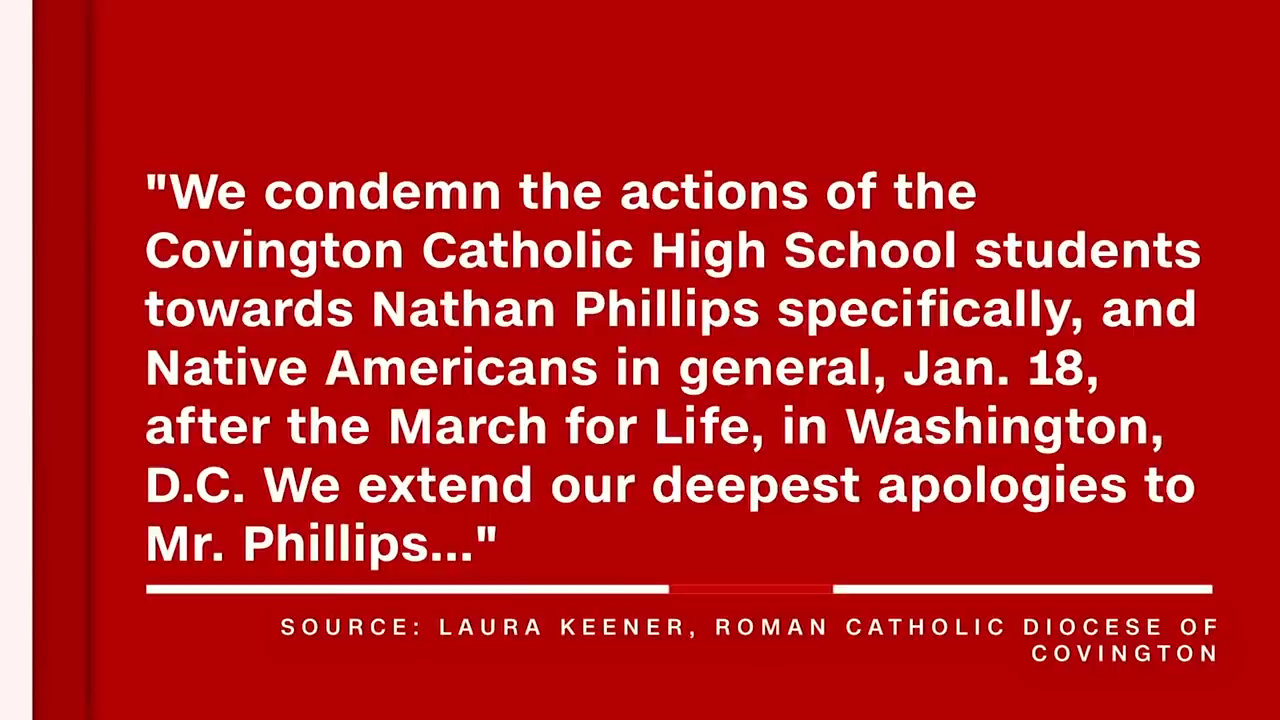 "We condemn the actions of the
Covington Catholic High School students
towards Nathan Phillips specifically, and
Native Americans in general, Jan. 18,
after the March for Life, in Washington,
D.C. We extend our deepest apologies to
Mr. Phillips..."
SOURCE: LAURA KEENER, ROMAN CATHOLIC DIOCESE OF
COVINGTON